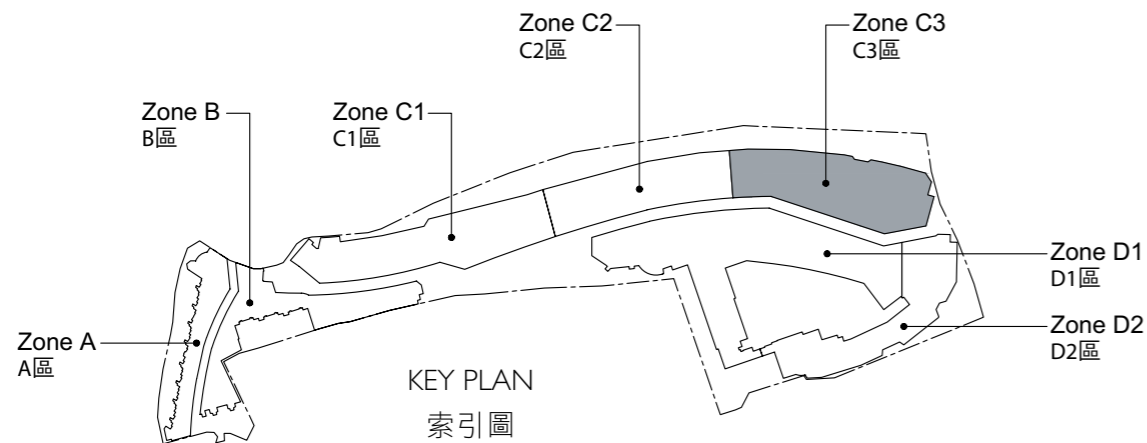 Zone C2
C2區
Zone C3
C3區
Zone B
B區
Zone C1
C1區
Zone D1
D1區
Zone D2
D2區
Zone A
A區
KEY PLAN
索引圖